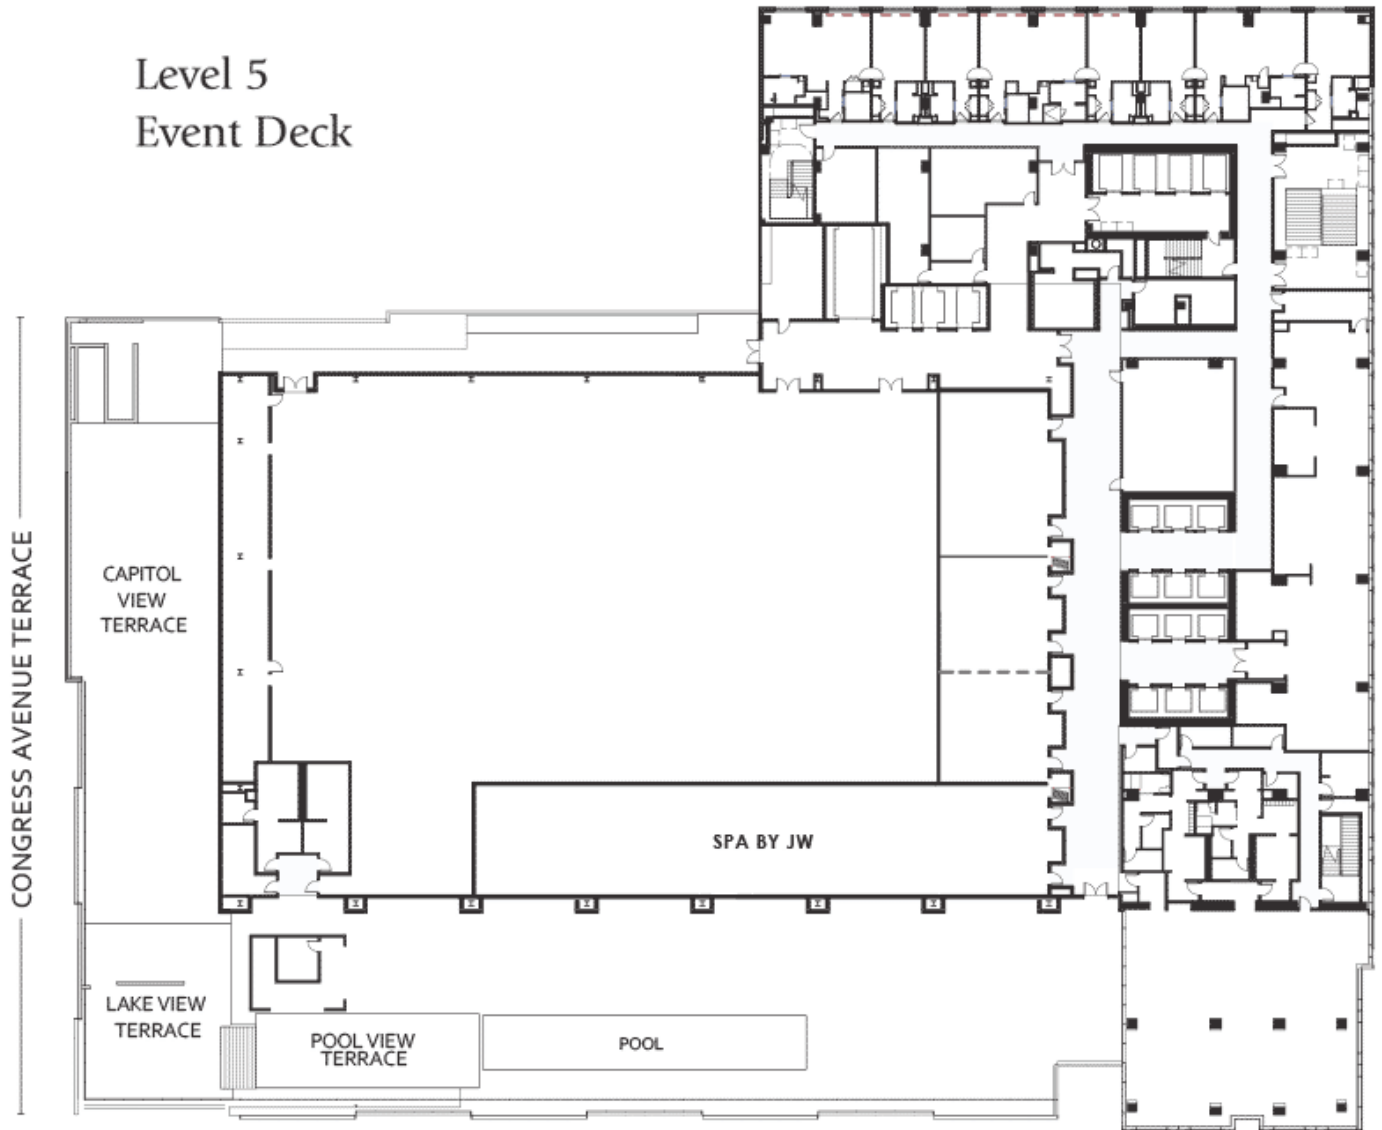 Level 5
Event Deck
CONGRESS AVENUE TERRACE
CAPITOL
VIEW
TERRACE
SPA BY JW
LAKE VIEW
TERRACE
POOL VIEW
TERRACE
POOL